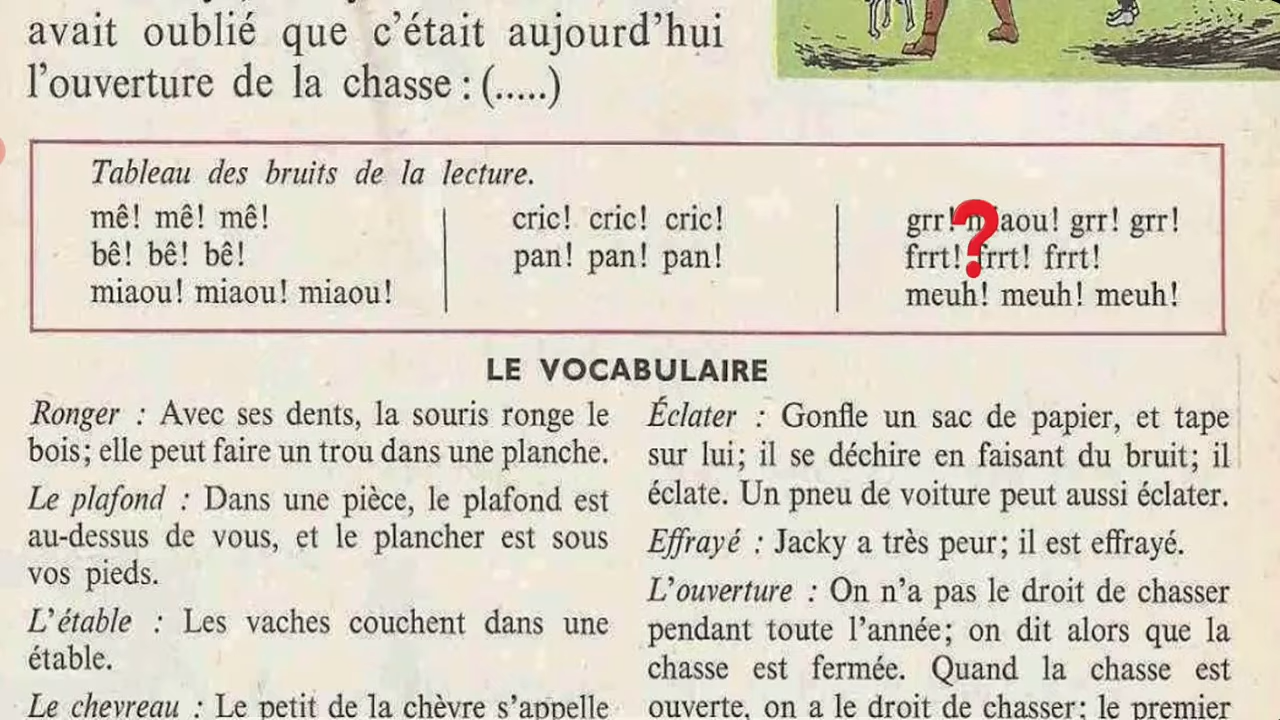 avait oublié que c'était aujourd'hui
l'ouverture de la chasse : (.....)
Tableau des bruits de la lecture.
mê! mê! mê!
bê! bê! bê!
miaou! miaou! miaou!
cric! cric! cric!
pan! pan! pan!
grr! miaou! grr! grr!
frrt! frrt! frrt!
meuh! meuh! meuh!
?
LE VOCABULAIRE
Ronger : Avec ses dents, la souris ronge le
bois; elle peut faire un trou dans une planche.
Le plafond : Dans une pièce, le plafond est
au-dessus de vous, et le plancher est sous
vos pieds.
L'étable : Les vaches couchent dans une
étable.
Le chevreau : Le petit de la chèvre s'appelle
Éclater : Gonfle un sac de papier, et tape
sur lui; il se déchire en faisant du bruit; il
éclate. Un pneu de voiture peut aussi éclater.
Effrayé : Jacky a très peur; il est effrayé.
L'ouverture : On n'a pas le droit de chasser
pendant toute l'année; on dit alors que la
chasse est fermée. Quand la chasse est
ouverte, on a le droit de chasser; le premier